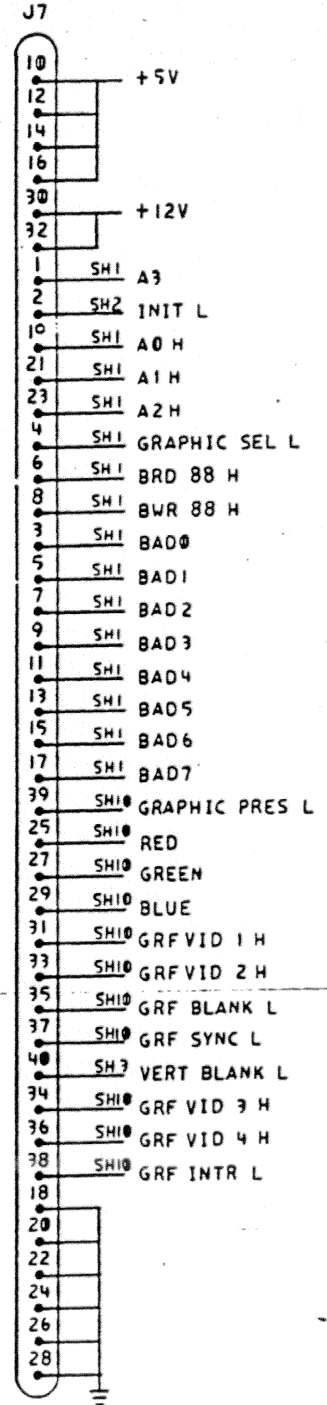 J7
10 +5V
12
14
16
30 +12V
32
1 SH1 A3
2 SH2 INIT L
19 SH1 A0 H
21 SH1 A1 H
23 SH1 A2 H
4 SH1 GRAPHIC SEL L
6 SH1 BRD 88 H
8 SH1 BWR 88 H
3 SH1 BAD0
5 SH1 BAD1
7 SH1 BAD2
9 SH1 BAD3
11 SH1 BAD4
13 SH1 BAD5
15 SH1 BAD6
17 SH1 BAD7
39 SH10 GRAPHIC PRES L
25 SH10 RED
27 SH10 GREEN
29 SH10 BLUE
31 SH10 GRFVID 1 H
33 SH10 GRFVID 2 H
35 SH10 GRF BLANK L
37 SH10 GRF SYNC L
40 SH3 VERT BLANK L
34 SH10 GRF VID 3 H
36 SH10 GRF VID 4 H
38 SH10 GRF INTR L
18
20
22
24
26
28